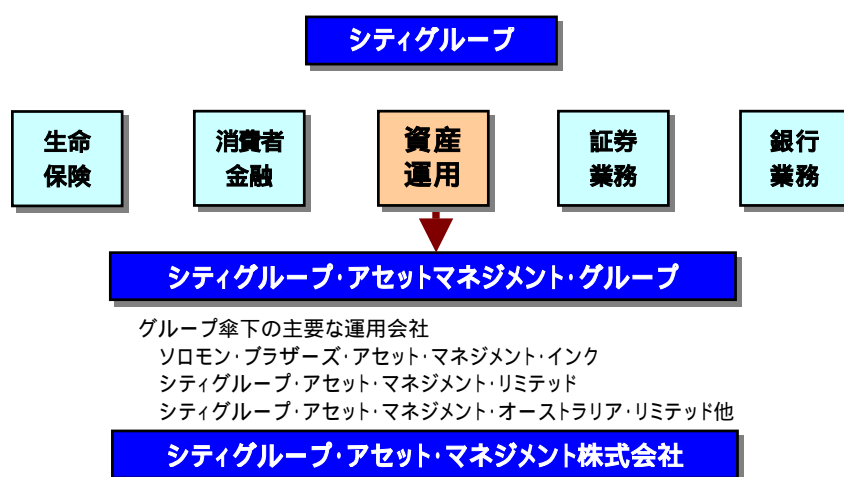 シティグループ
生命
保険
消費者
金融
資産
運用
証券
業務
銀行
業務
シティグループ・アセットマネジメント・グループ
グループ傘下の主要な運用会社
ソロモン・ブラザーズ・アセット・マネジメント・インク
シティグループ・アセット・マネジメント・リミテッド
シティグループ・アセット・マネジメント・オーストラリア・リミテッド他
シティグループ・アセット・マネジメント株式会社